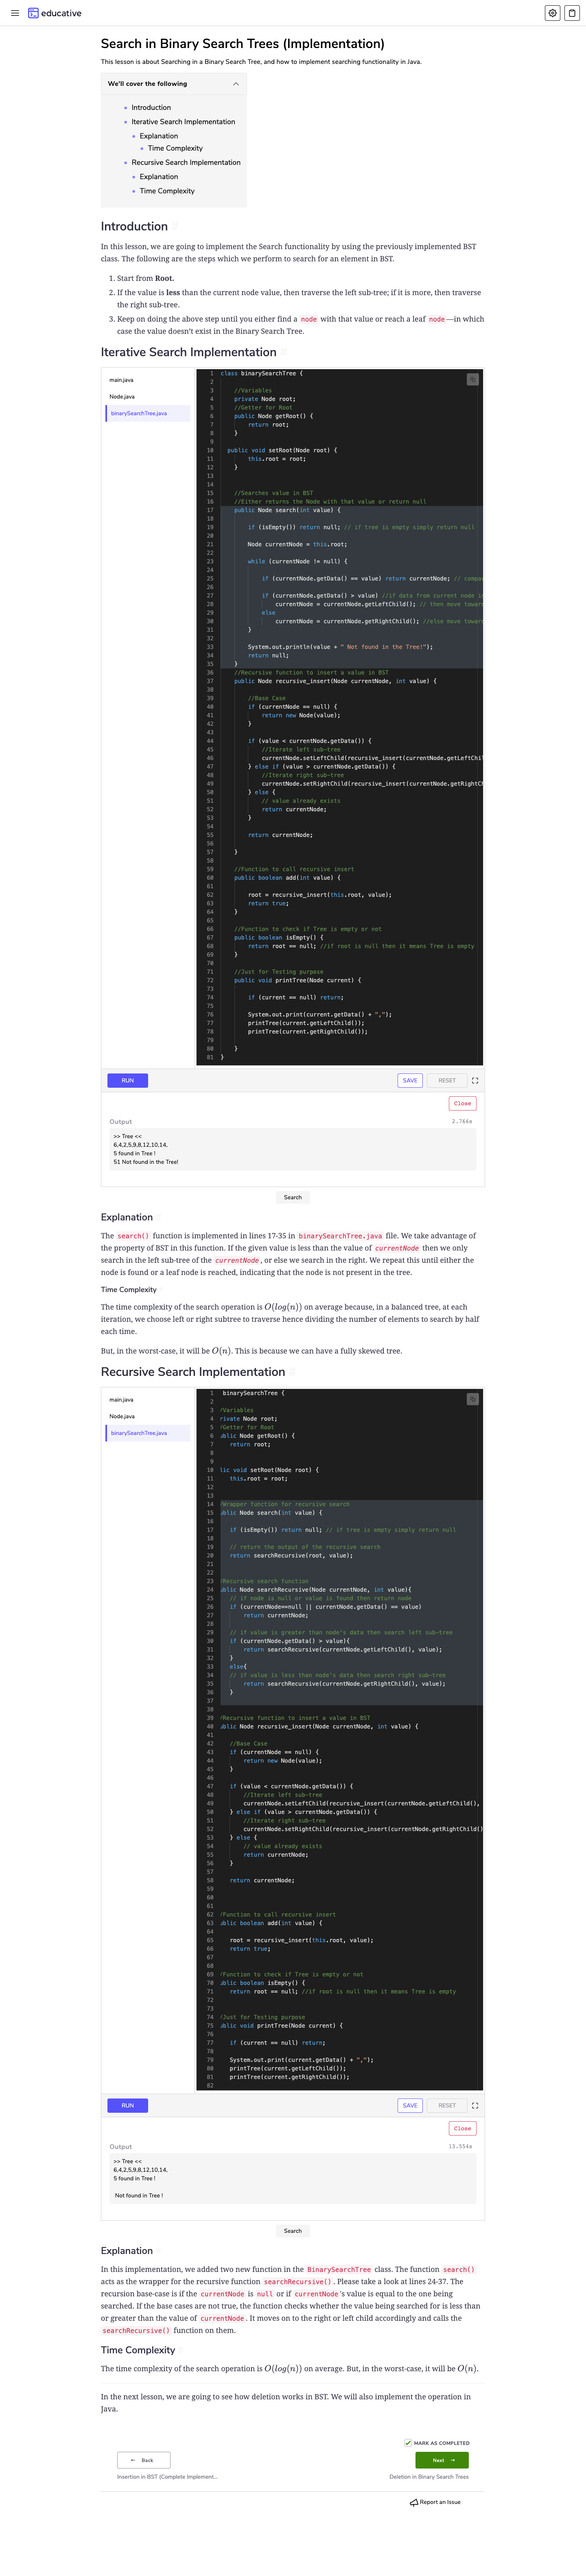 educative
Search in Binary Search Trees (Implementation)
This lesson is about Searching in a Binary Search Tree, and how to implement searching functionality in Java.
We'll cover the following
Introduction
Iterative Search Implementation
Explanation
Time Complexity
Recursive Search Implementation
Explanation
Time Complexity
Introduction
In this lesson, we are going to implement the Search functionality by using the previously implemented BST
class. The following are the steps which we perform to search for an element in BST.
1. Start from Root.
2. If the value is less than the current node value, then traverse the left sub-tree; if it is more, then traverse
the right sub-tree.
3. Keep on doing the above step until you either find a node with that value or reach a leaf node—in which
case the value doesn't exist in the Binary Search Tree.
Iterative Search Implementation
main.java
Node.java
binarySearchTree.java
1 class binarySearchTree {
2
3 //Variables
4 private Node root;
5 //Getter for Root
6 public Node getRoot() {
7 return root;
8 }
9
10 public void setRoot(Node root) {
11 this.root = root;
12 }
13
14
15 //Searches value in BST
16 //Either returns the Node with that value or return null
17 public Node search(int value) {
18
19 if (isEmpty()) return null; // if tree is empty simply return null
20
21 Node currentNode = this.root;
22
23 while (currentNode != null) {
24
25 if (currentNode.getData() == value) return currentNode; // compa
26
27 if (currentNode.getData() > value) //if data from current node i
28 currentNode = currentNode.getLeftChild(); // then move towar
29 else
30 currentNode = currentNode.getRightChild(); //else move towar
31 }
32
33 System.out.println(value + " Not found in the Tree!");
34 return null;
35 }
36 //Recursive function to insert a value in BST
37 public Node recursive_insert(Node currentNode, int value) {
38
39 //Base Case
40 if (currentNode == null) {
41 return new Node(value);
42 }
43
44 if (value < currentNode.getData()) {
45 //Iterate left sub-tree
46 currentNode.setLeftChild(recursive_insert(currentNode.getLeftChil
47 } else if (value > currentNode.getData()) {
48 //Iterate right sub-tree
49 currentNode.setRightChild(recursive_insert(currentNode.getRightCh
50 } else {
51 // value already exists
52 return currentNode;
53 }
54
55 return currentNode;
56
57 }
58
59 //Function to call recursive insert
60 public boolean add(int value) {
61
62 root = recursive_insert(this.root, value);
63 return true;
64 }
65
66 //Function to check if Tree is empty or not
67 public boolean isEmpty() {
68 return root == null; //if root is null then it means Tree is empty
69 }
70
71 //Just for Testing purpose
72 public void printTree(Node current) {
73
74 if (current == null) return;
75
76 System.out.print(current.getData() + ",");
77 printTree(current.getLeftChild());
78 printTree(current.getRightChild());
79
80 }
81 }
RUN SAVE RESET
Close
Output 2.766s
>> Tree <<
6,4,2,5,9,8,12,10,14,
5 found in Tree !
51 Not found in the Tree!
Search
Explanation
The search() function is implemented in lines 17-35 in binarySearchTree.java file. We take advantage of
the property of BST in this function. If the given value is less than the value of currentNode then we only
search in the left sub-tree of the currentNode, or else we search in the right. We repeat this until either the
node is found or a leaf node is reached, indicating that the node is not present in the tree.
Time Complexity
The time complexity of the search operation is O(log(n)) on average because, in a balanced tree, at each
iteration, we choose left or right subtree to traverse hence dividing the number of elements to search by half
each time.
But, in the worst-case, it will be O(n). This is because we can have a fully skewed tree.
Recursive Search Implementation
main.java
Node.java
binarySearchTree.java
1 binarySearchTree {
2
3 /Variables
4 rivate Node root;
5 /Getter for Root
6 ublic Node getRoot() {
7 return root;
8
9
10 lic void setRoot(Node root) {
11 this.root = root;
12
13
14 /Wrapper function for recursive search
15 ublic Node search(int value) {
16
17 if (isEmpty()) return null; // if tree is empty simply return null
18
19 // return the output of the recursive search
20 return searchRecursive(root, value);
21
22
23 /Recursive search function
24 ublic Node searchRecursive(Node currentNode, int value){
25 // if node is null or value is found then return node
26 if (currentNode==null || currentNode.getData() == value)
27 return currentNode;
28
29 // if value is greater than node's data then search left sub-tree
30 if (currentNode.getData() > value){
31 return searchRecursive(currentNode.getLeftChild(), value);
32 }
33 else{
34 // if value is less than node's data then search right sub-tree
35 return searchRecursive(currentNode.getRightChild(), value);
36 }
37
38
39 /Recursive function to insert a value in BST
40 ublic Node recursive_insert(Node currentNode, int value) {
41
42 //Base Case
43 if (currentNode == null) {
44 return new Node(value);
45 }
46
47 if (value < currentNode.getData()) {
48 //Iterate left sub-tree
49 currentNode.setLeftChild(recursive_insert(currentNode.getLeftChild(),
50 } else if (value > currentNode.getData()) {
51 //Iterate right sub-tree
52 currentNode.setRightChild(recursive_insert(currentNode.getRightChild()
53 } else {
54 // value already exists
55 return currentNode;
56 }
57
58 return currentNode;
59
60
61
62 /Function to call recursive insert
63 ublic boolean add(int value) {
64
65 root = recursive_insert(this.root, value);
66 return true;
67
68
69 /Function to check if Tree is empty or not
70 ublic boolean isEmpty() {
71 return root == null; //if root is null then it means Tree is empty
72
73
74 /Just for Testing purpose
75 ublic void printTree(Node current) {
76
77 if (current == null) return;
78
79 System.out.print(current.getData() + ",");
80 printTree(current.getLeftChild());
81 printTree(current.getRightChild());
82
RUN SAVE RESET
Close
Output 13.554s
>> Tree <<
6,4,2,5,9,8,12,10,14,
5 found in Tree !
Not found in Tree !
Search
Explanation
In this implementation, we added two new function in the BinarySearchTree class. The function search()
acts as the wrapper for the recursive function searchRecursive(). Please take a look at lines 24-37. The
recursion base-case is if the currentNode is null or if currentNode's value is equal to the one being
searched. If the base cases are not true, the function checks whether the value being searched for is less than
or greater than the value of currentNode. It moves on to the right or left child accordingly and calls the
searchRecursive() function on them.
Time Complexity
The time complexity of the search operation is O(log(n)) on average. But, in the worst-case, it will be O(n).
In the next lesson, we are going to see how deletion works in BST. We will also implement the operation in
Java.
MARK AS COMPLETED
← Back
Next →
Insertion in BST (Complete Implement...
Deletion in Binary Search Trees
Report an Issue